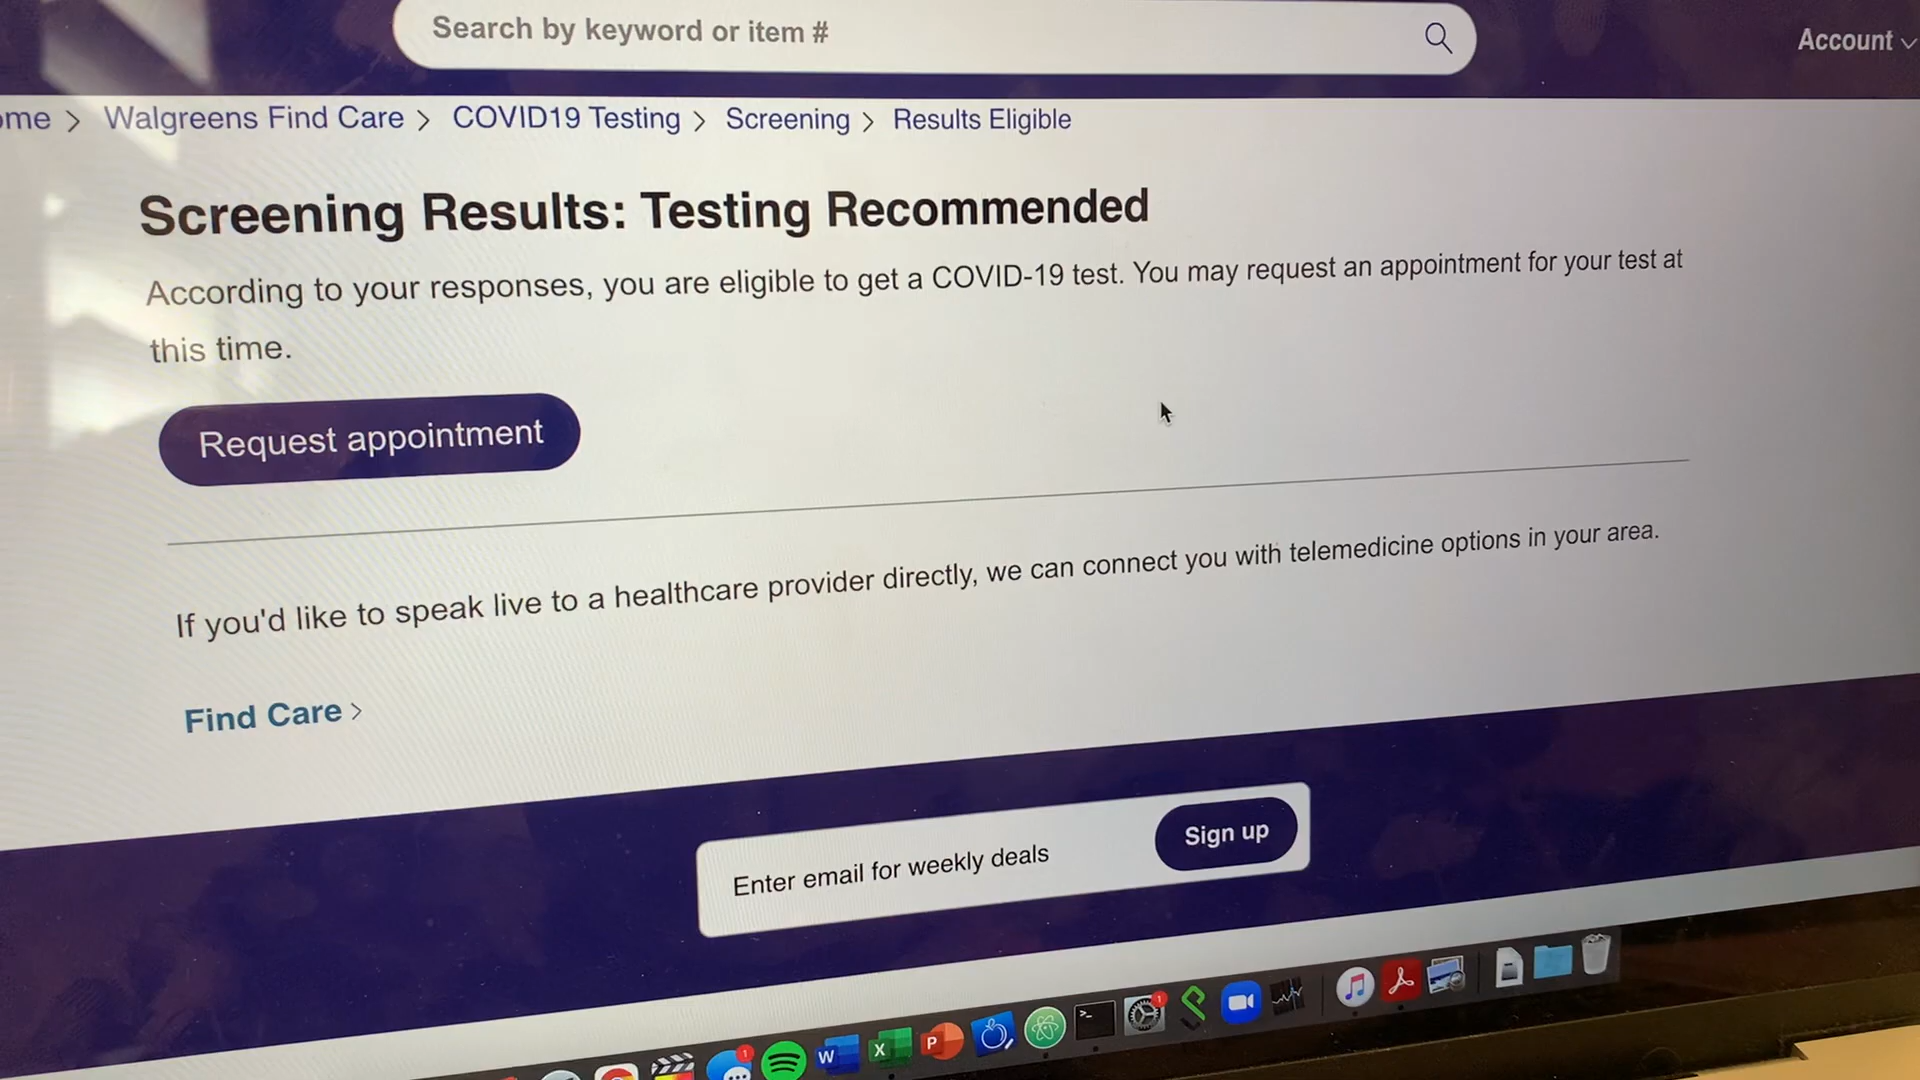 Search by keyword or item #
Account
ome > Walgreens Find Care > COVID19 Testing > Screening > Results Eligible
Screening Results: Testing Recommended
According to your responses, you are eligible to get a COVID-19 test. You may request an appointment for your test at
this time.
Request appointment
If you'd like to speak live to a healthcare provider directly, we can connect you with telemedicine options in your area.
Find Care >
Enter email for weekly deals
Sign up
1
W
X
P
>_
1